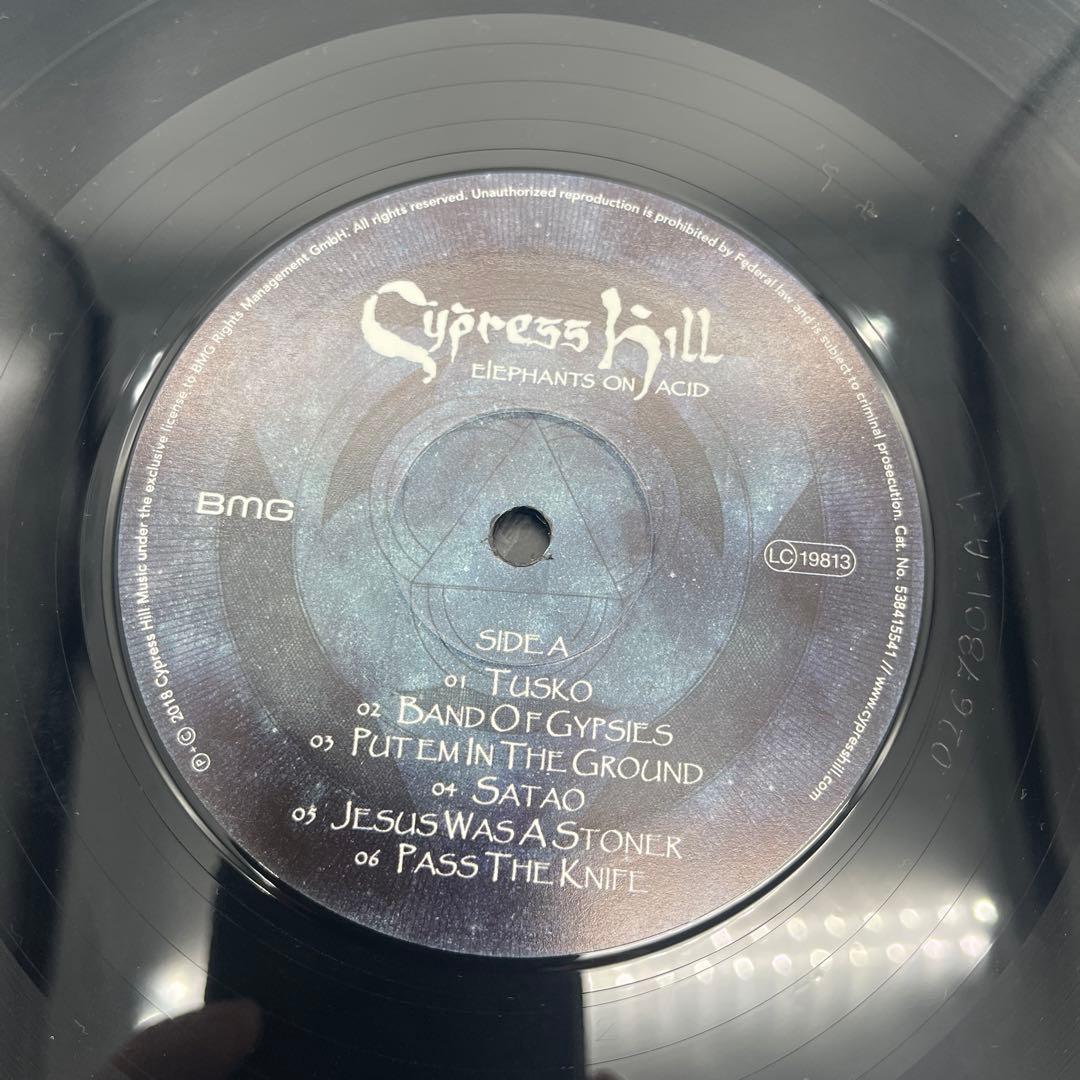 Ⓟ+Ⓒ 2018 Cypress Hill Music under the exclusive license to BMG Rights Management GmbH. All rights reserved. Unauthorized reproduction is prohibited by Federal law and is subject to criminal prosecution. Cat. No. 538415541 // www.cypresshill.com
Cypress Hill
ELEPHANTS ON ACID
BMG
LC 19813
SIDE A
01 TUSKO
02 BAND OF GYPSIES
03 PUT EM IN THE GROUND
04 SATAO
05 JESUS WAS A STONER
06 PASS THE KNIFE